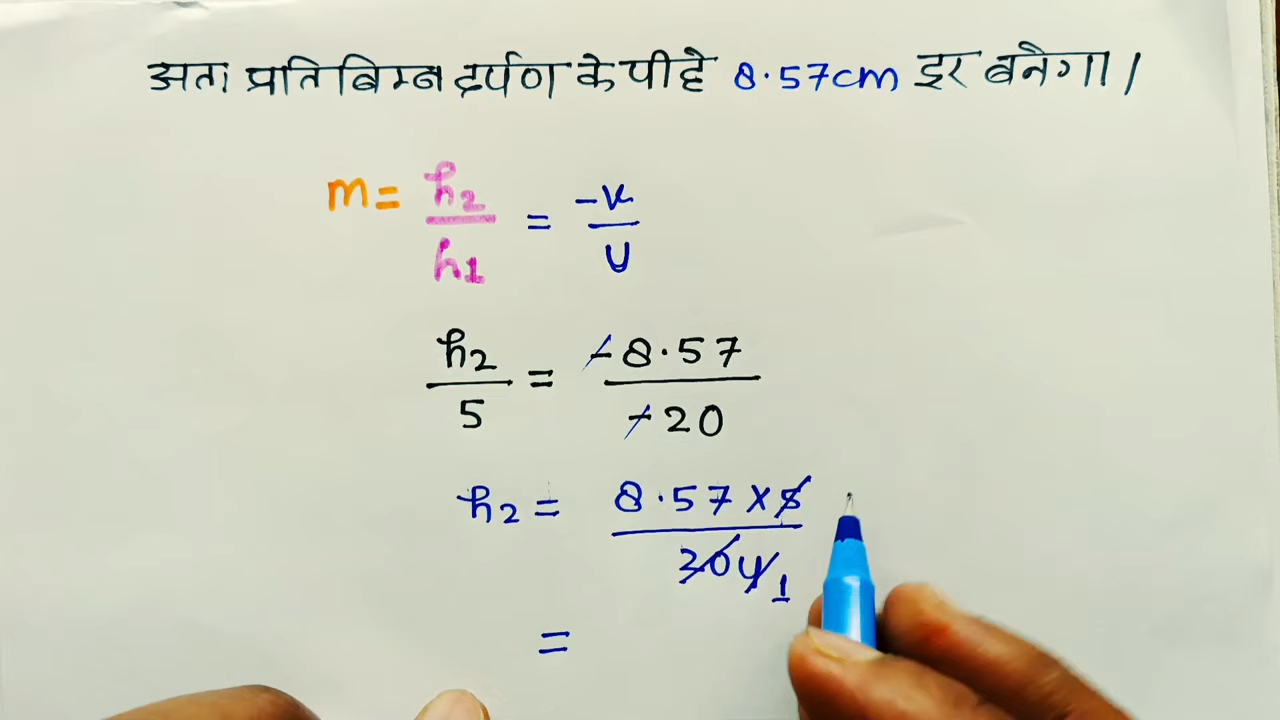 अतः प्रतिबिम्ब दर्पण के पीछे 8.57cm दूर बनेगा।
m = h2/h1 = -v/u
h2/5 = -8.57/-20
h2 = 8.57 x 5/20 4 1
=